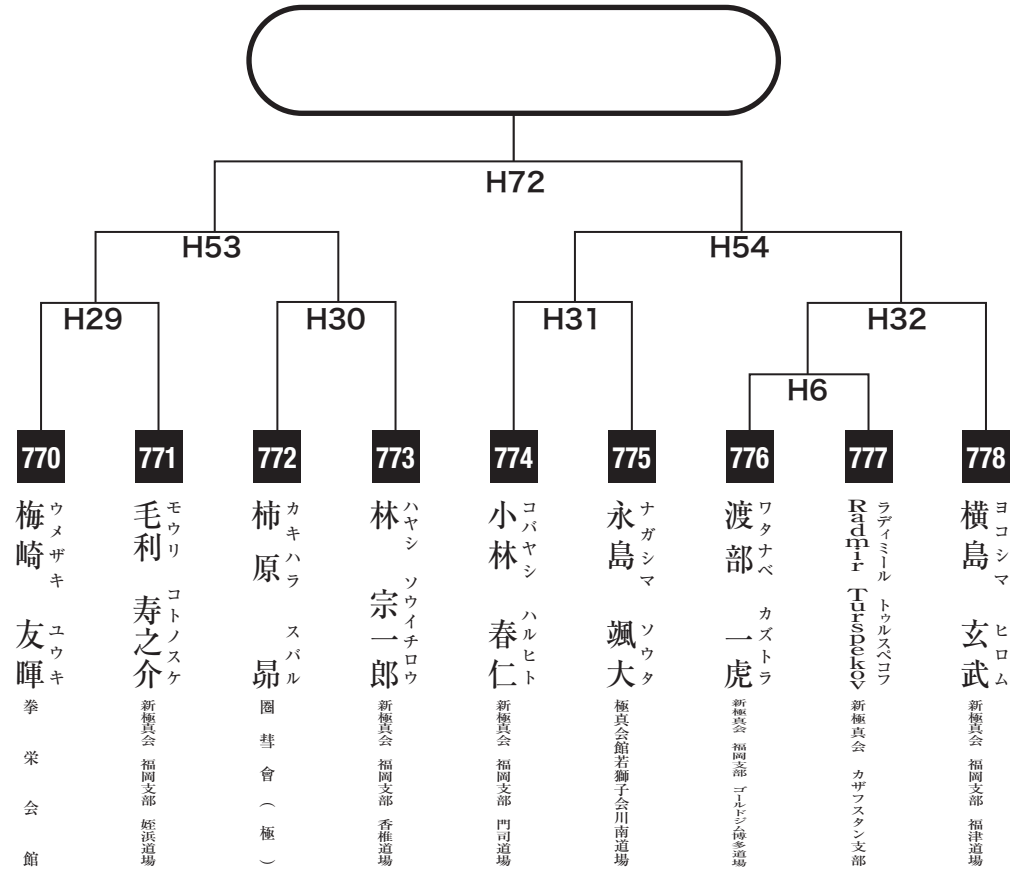 H72
H53
H54
H29
H30
H31
H32
H6
770
771
772
773
774
775
776
777
778
梅崎 友暉
ウメザキ ユウキ
拳栄会館
毛利 寿之介
モウリ コトノスケ
新極真会 福岡支部 姪浜道場
柿原 昴
カキハラ スバル
圏彗會(極)
林 宗一郎
ハヤシ ソウイチロウ
新極真会 福岡支部 香椎道場
小林 春仁
コバヤシ ハルヒト
新極真会 福岡支部 門司道場
永島 颯大
ナガシマ ソウタ
極真会館若獅子会川南道場
渡部 一虎
ワタナベ カズトラ
新極真会 福岡支部 ゴールドジム博多道場
Radmir Turspekov
ラディミール トゥルスペコフ
新極真会 カザフスタン支部
横島 玄武
ヨコシマ ヒロム
新極真会 福岡支部 福津道場